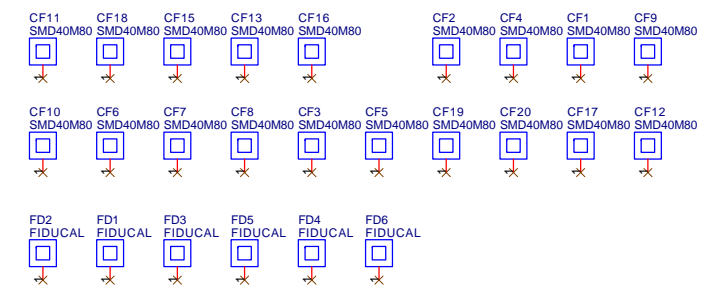 CF11 CF18 CF15 CF13 CF16 CF2 CF4 CF1 CF9
SMD40M80 SMD40M80 SMD40M80 SMD40M80 SMD40M80 SMD40M80 SMD40M80 SMD40M80 SMD40M80
CF10 CF6 CF7 CF8 CF3 CF5 CF19 CF20 CF17 CF12
SMD40M80 SMD40M80 SMD40M80 SMD40M80 SMD40M80 SMD40M80 SMD40M80 SMD40M80 SMD40M80 SMD40M80
FD2 FD1 FD3 FD5 FD4 FD6
FIDUCAL FIDUCAL FIDUCAL FIDUCAL FIDUCAL FIDUCAL